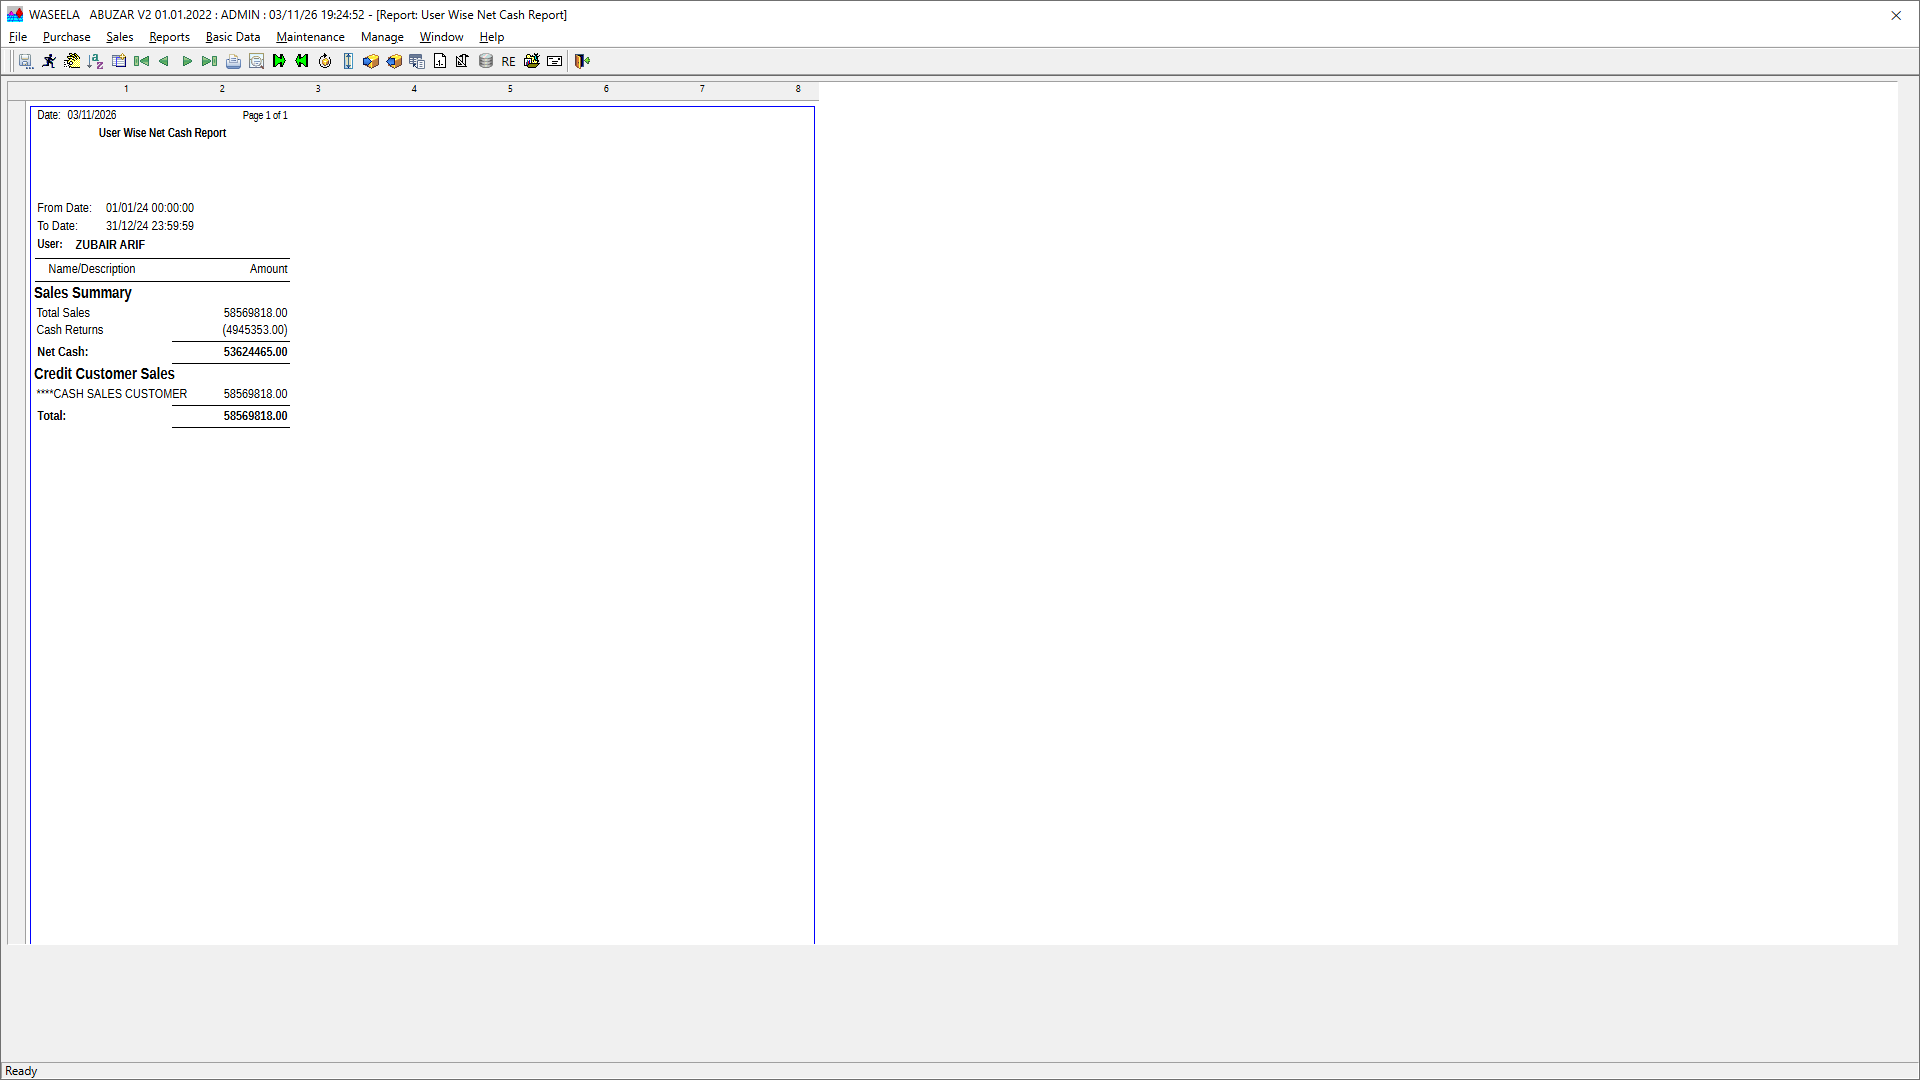 WASEELA   ABUZAR V2 01.01.2022 : ADMIN : 03/11/26 19:24:52 - [Report: User Wise Net Cash Report]
File Purchase Sales Reports Basic Data Maintenance Manage Window Help
RE
1 2 3 4 5 6 7 8
Date: 03/11/2026 Page 1 of 1
User Wise Net Cash Report
From Date: 01/01/24 00:00:00
To Date: 31/12/24 23:59:59
User: ZUBAIR ARIF
Name/Description Amount
Sales Summary
Total Sales 58569818.00
Cash Returns (4945353.00)
Net Cash: 53624465.00
Credit Customer Sales
****CASH SALES CUSTOMER 58569818.00
Total: 58569818.00
Ready